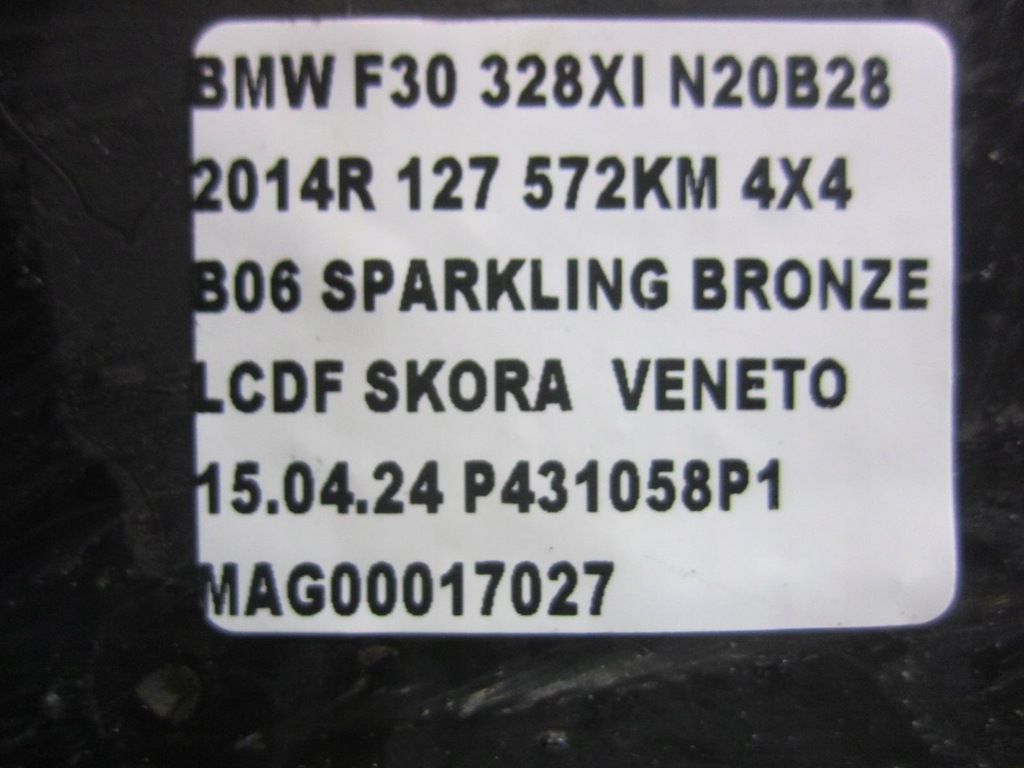 BMW F30 328XI N20B28
2014R 127 572KM 4X4
B06 SPARKLING BRONZE
LCDF SKORA VENETO
15.04.24 P431058P1
MAG00017027